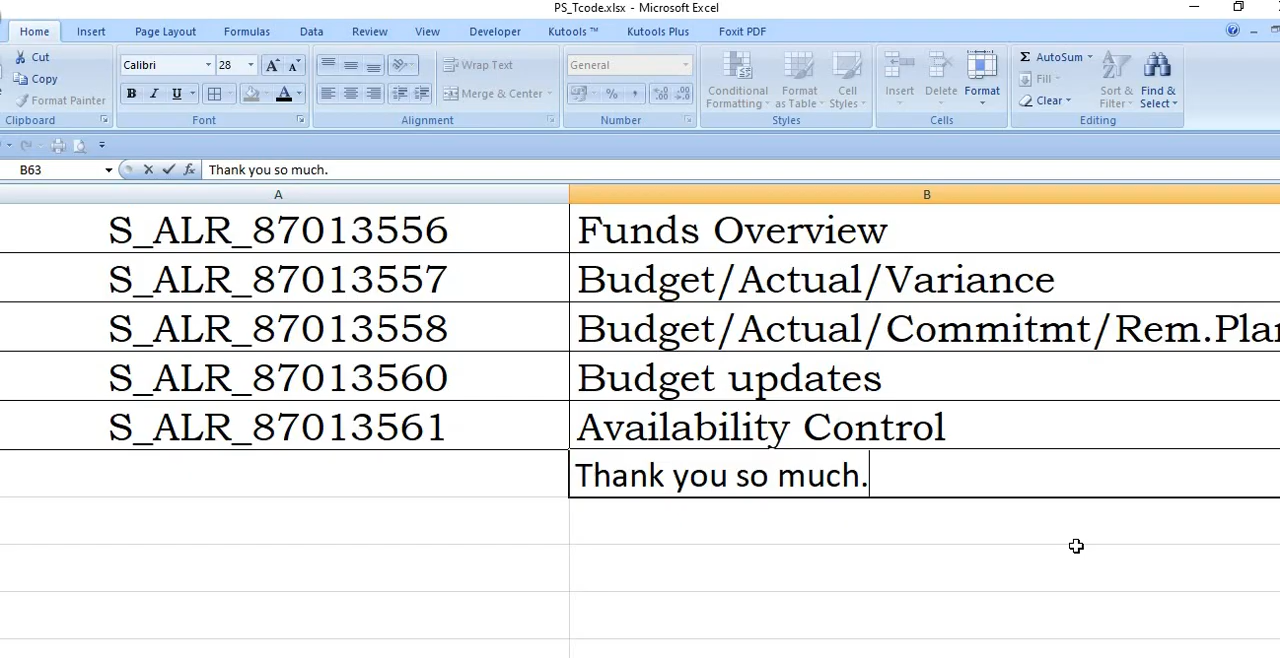 PS_Tcode.xlsx - Microsoft Excel
Home Insert Page Layout Formulas Data Review View Developer Kutools ™ Kutools Plus Foxit PDF
Cut
Copy
Format Painter
Clipboard
Calibri 28 A A
B I U A
Font
Wrap Text
Merge & Center
Alignment
General
% ,
Number
Conditional Formatting
Format as Table
Cell Styles
Styles
Insert Delete Format
Cells
Σ AutoSum
Fill
Clear
Sort & Filter
Find & Select
Editing
B63 fx Thank you so much.
A B
S_ALR_87013556 Funds Overview
S_ALR_87013557 Budget/Actual/Variance
S_ALR_87013558 Budget/Actual/Commitmt/Rem.Plan
S_ALR_87013560 Budget updates
S_ALR_87013561 Availability Control
Thank you so much.